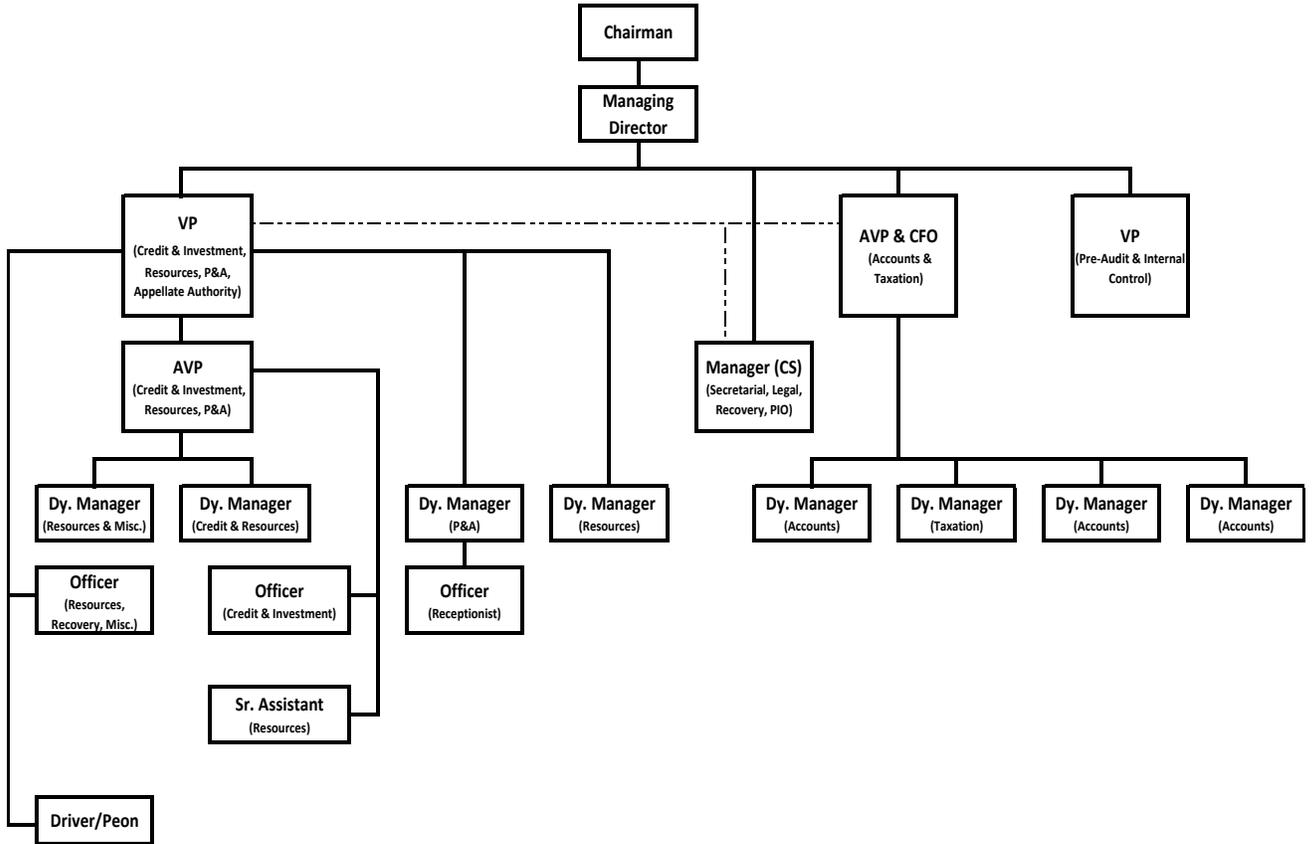 Chairman
Managing
Director
VP
(Credit & Investment,
Resources, P&A,
Appellate Authority)
AVP & CFO
(Accounts &
Taxation)
VP
(Pre-Audit & Internal
Control)
AVP
(Credit & Investment,
Resources, P&A)
Manager (CS)
(Secretarial, Legal,
Recovery, PIO)
Dy. Manager
(Resources & Misc.)
Dy. Manager
(Credit & Resources)
Dy. Manager
(P&A)
Dy. Manager
(Resources)
Dy. Manager
(Accounts)
Dy. Manager
(Taxation)
Dy. Manager
(Accounts)
Dy. Manager
(Accounts)
Officer
(Resources,
Recovery, Misc.)
Officer
(Credit & Investment)
Officer
(Receptionist)
Sr. Assistant
(Resources)
Driver/Peon